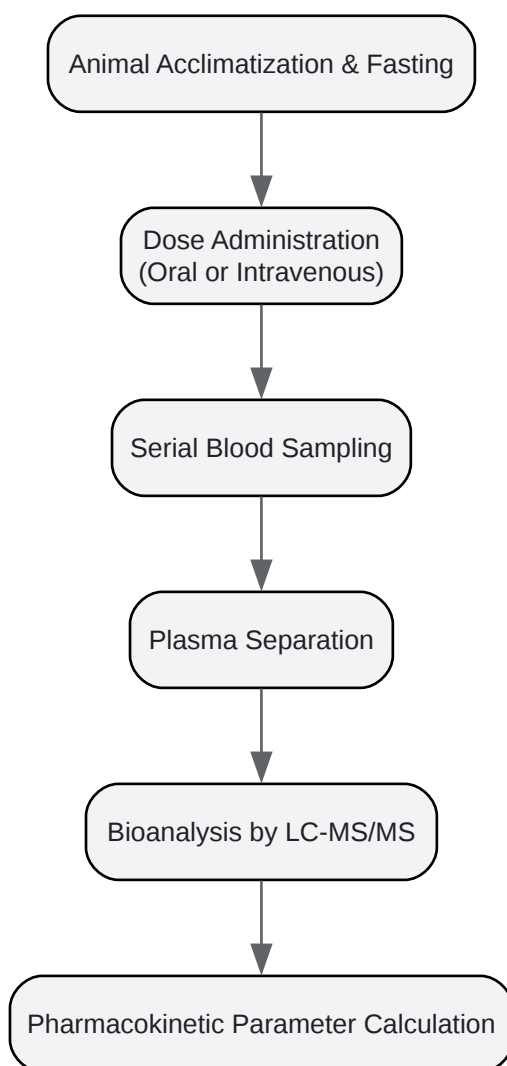 Animal Acclimatization & Fasting
Dose Administration
(Oral or Intravenous)
Serial Blood Sampling
Plasma Separation
Bioanalysis by LC-MS/MS
Pharmacokinetic Parameter Calculation